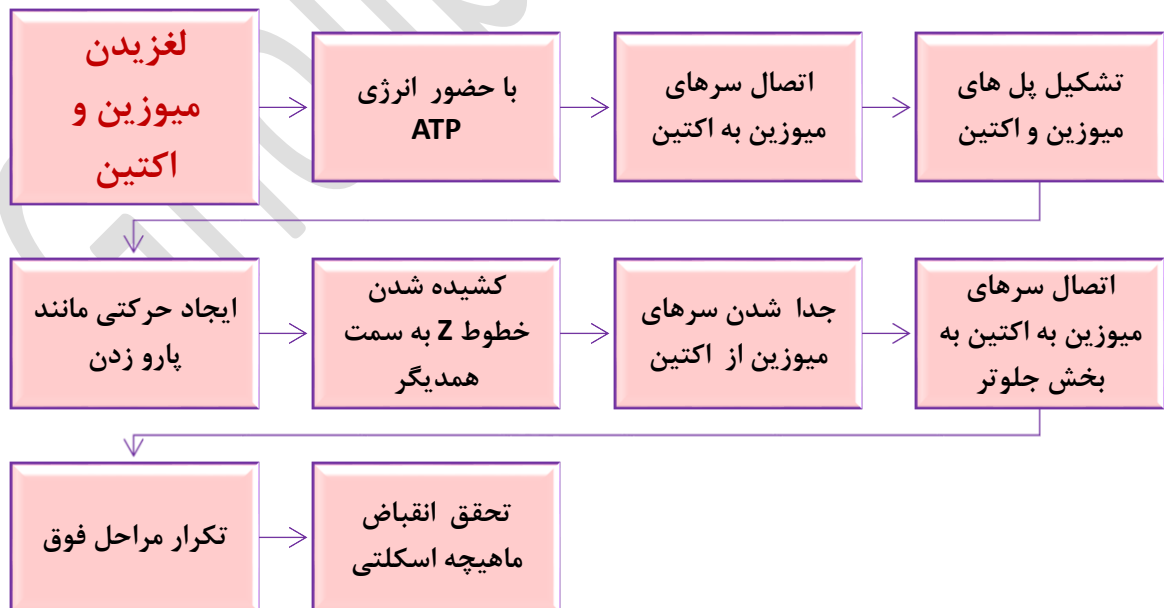 لغزیدن
میوزین و
اکتین
با حضور انرژی
ATP
اتصال سرهای
میوزین به اکتین
تشکیل پل های
میوزین و اکتین
ایجاد حرکتی مانند
پارو زدن
کشیده شدن
خطوط Z به سمت
همدیگر
جدا شدن سرهای
میوزین از اکتین
اتصال سرهای
میوزین به اکتین به
بخش جلوتر
تکرار مراحل فوق
تحقق انقباض
ماهیچه اسکلتی